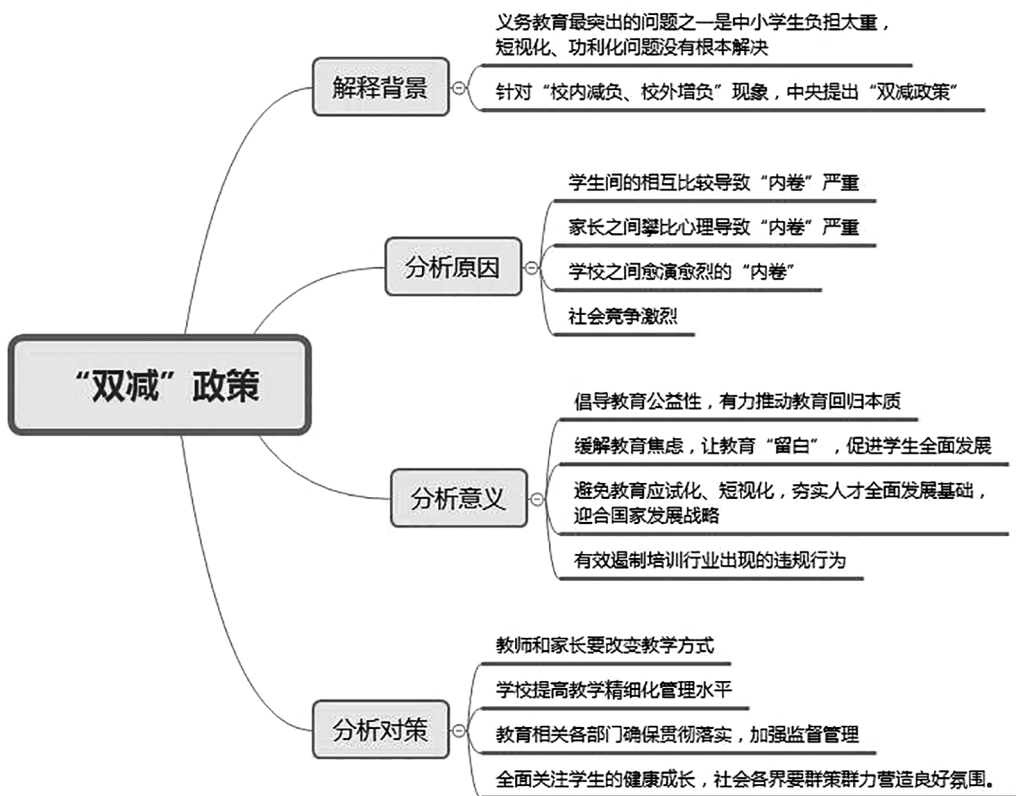 “双减”政策
解释背景
义务教育最突出的问题之一是中小学生负担太重，
短视化、功利化问题没有根本解决
针对“校内减负、校外增负”现象，中央提出“双减政策”
分析原因
学生间的相互比较导致“内卷”严重
家长之间攀比心理导致“内卷”严重
学校之间愈演愈烈的“内卷”
社会竞争激烈
分析意义
倡导教育公益性，有力推动教育回归本质
缓解教育焦虑，让教育“留白”，促进学生全面发展
避免教育应试化、短视化，夯实人才全面发展基础，
迎合国家发展战略
有效遏制培训行业出现的违规行为
分析对策
教师和家长要改变教学方式
学校提高教学精细化管理水平
教育相关各部门确保贯彻落实，加强监督管理
全面关注学生的健康成长，社会各界要群策群力营造良好氛围。